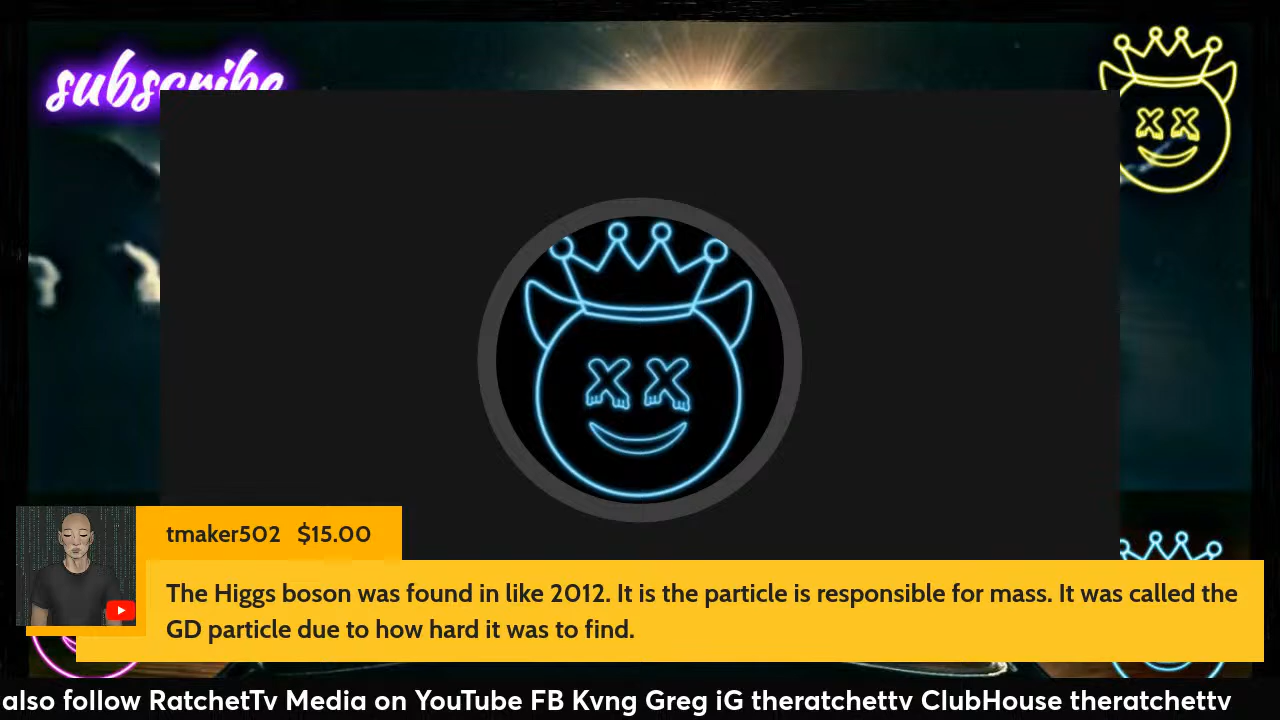 subscribe
tmaker502 $15.00
The Higgs boson was found in like 2012. It is the particle is responsible for mass. It was called the
GD particle due to how hard it was to find.
also follow RatchetTv Media on YouTube FB Kvng Greg iG theratchettv ClubHouse theratchettv